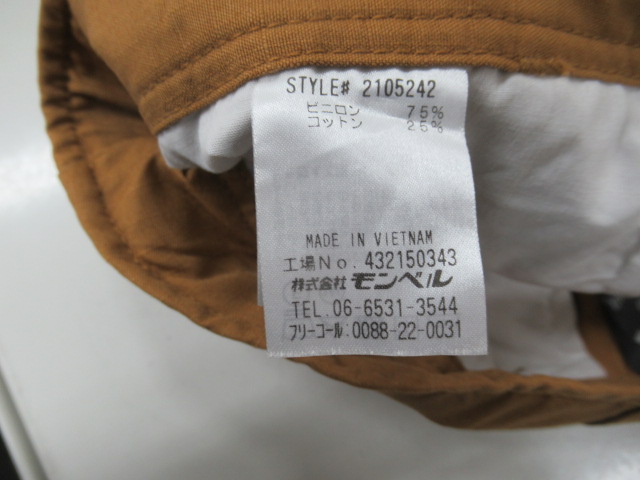 STYLE# 2105242
ビニロン 75%
コットン 25%
MADE IN VIETNAM
工場No. 432150343
株式会社 モンベル
TEL. 06-6531-3544
フリーコール: 0088-22-0031